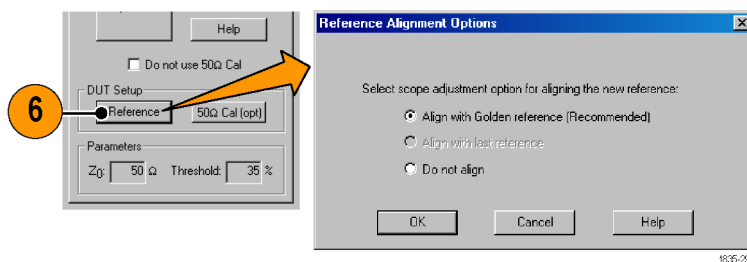 Help
Do not use 50Ω Cal
DUT Setup
6
Reference
50Ω Cal (opt)
Parameters
Z0: 50 Ω Threshold: 35 %
Reference Alignment Options
Select scope adjustment option for aligning the new reference:
Align with Golden reference (Recommended)
Align with last reference
Do not align
OK
Cancel
Help